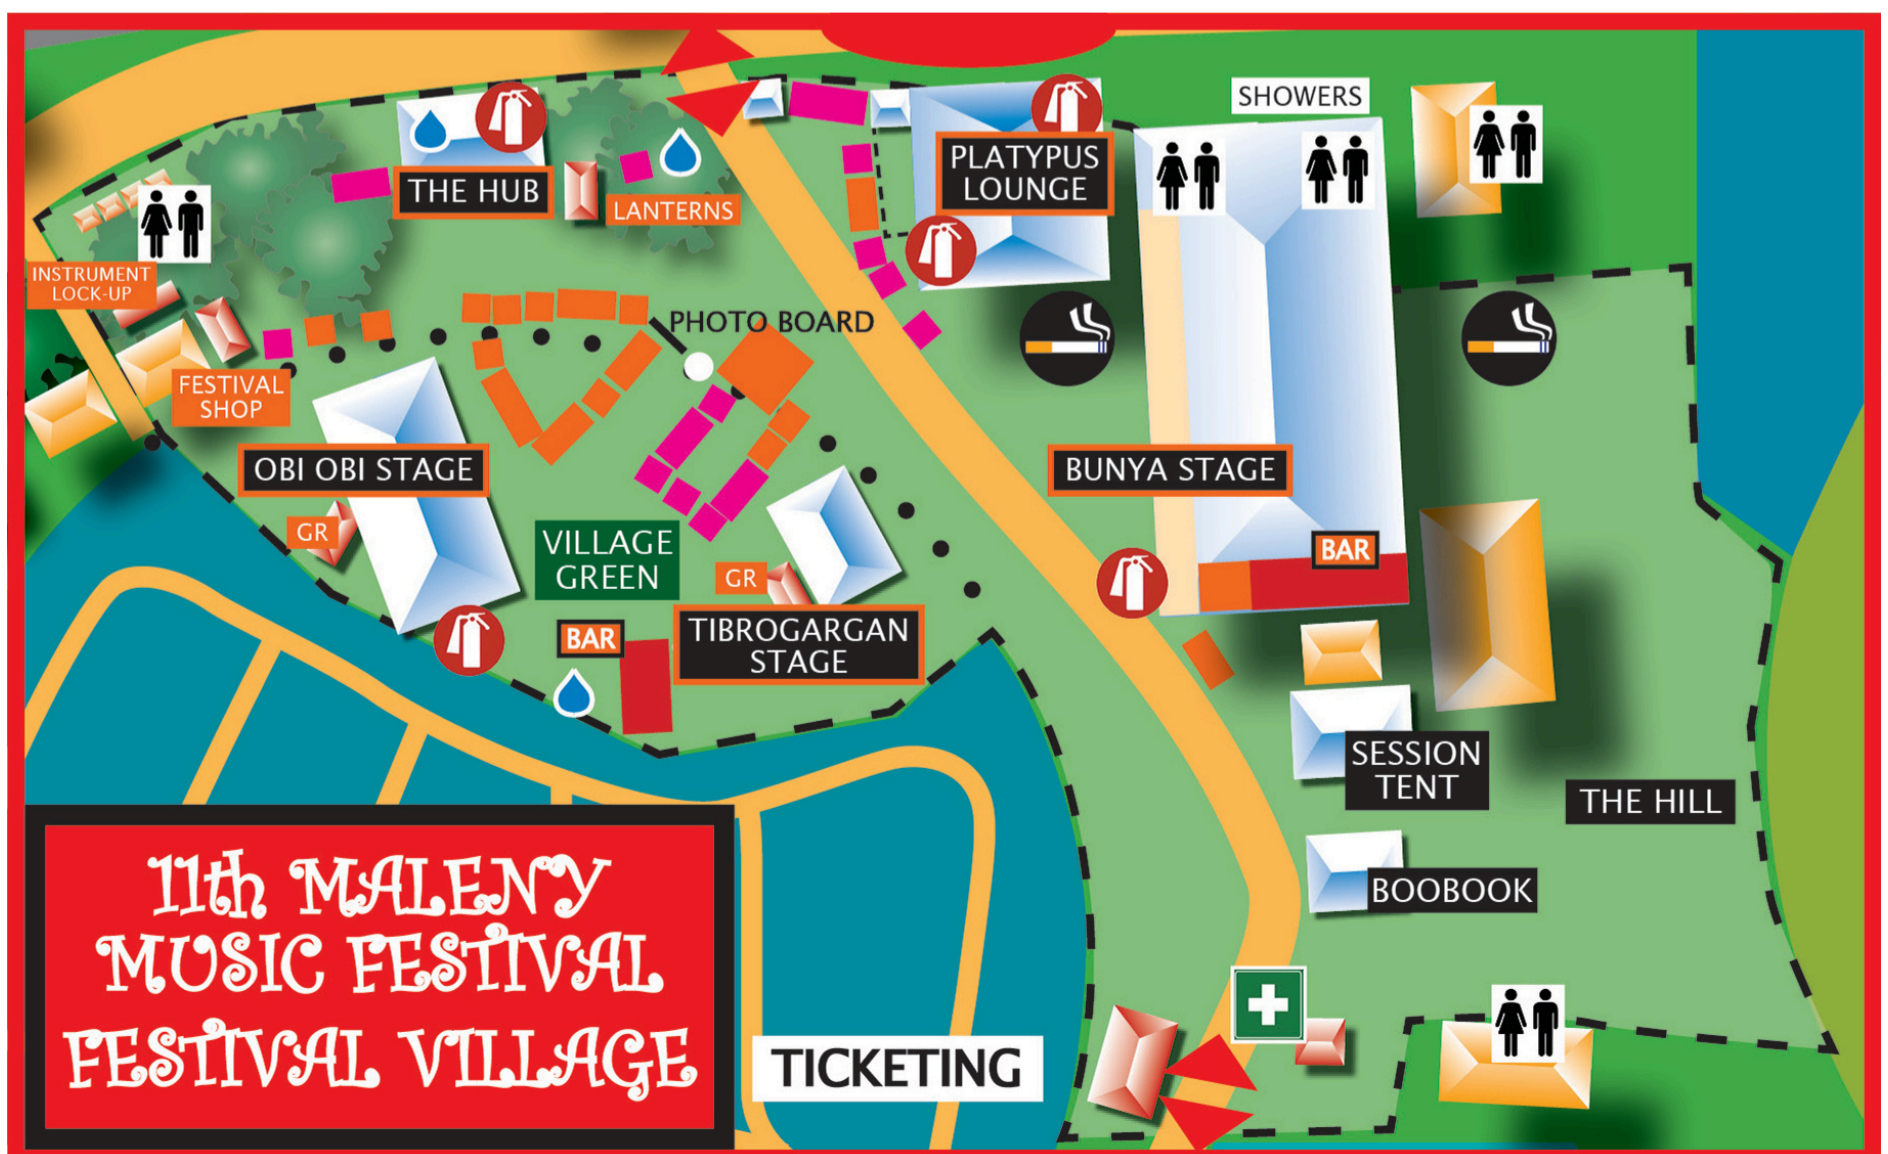 SHOWERS
PLATYPUS
LOUNGE
THE HUB
LANTERNS
INSTRUMENT
LOCK-UP
PHOTO BOARD
FESTIVAL
SHOP
OBI OBI STAGE
BUNYA STAGE
GR
VILLAGE
GREEN
BAR
GR
BAR
TIBROGARGAN
STAGE
SESSION
TENT
THE HILL
BOOBOOK
11th MALENY
MUSIC FESTIVAL
FESTIVAL VILLAGE
TICKETING